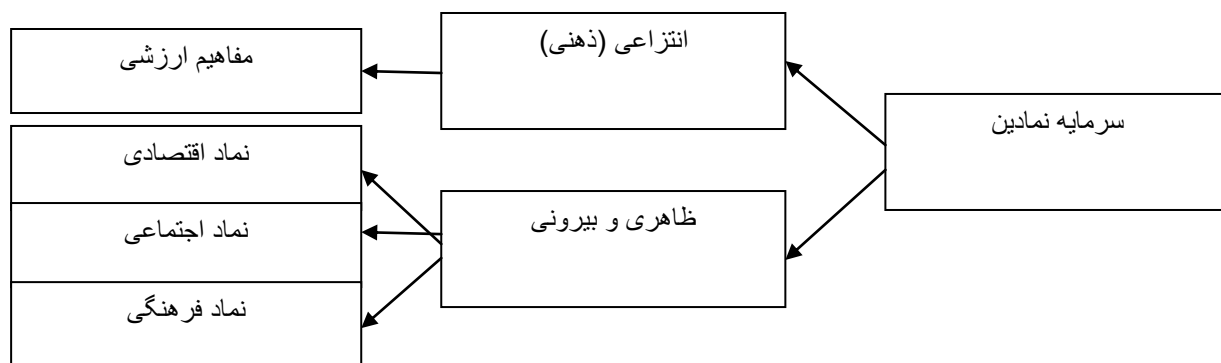 سرمایه نمادین
انتزاعی (ذهنی)
مفاهیم ارزشی
ظاهری و بیرونی
نماد اقتصادی
نماد اجتماعی
نماد فرهنگی